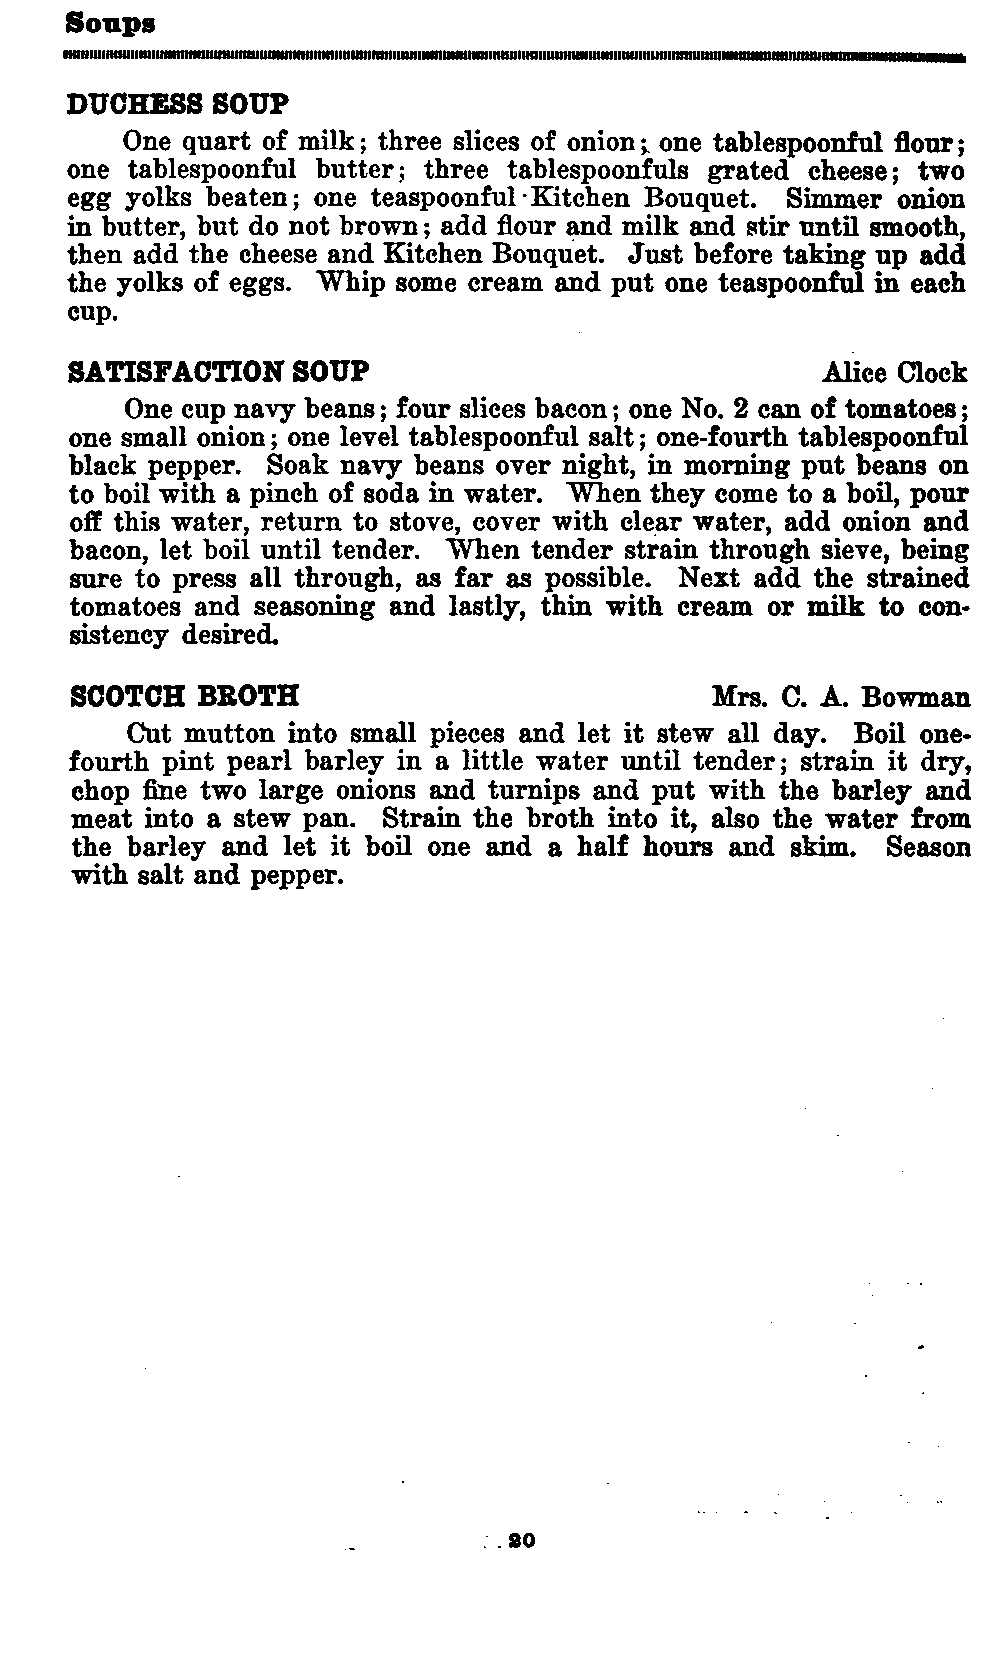 Soups
DUCHESS SOUP
One quart of milk; three slices of onion; one tablespoonful flour;
one tablespoonful butter; three tablespoonfuls grated cheese; two
egg yolks beaten; one teaspoonful Kitchen Bouquet. Simmer onion
in butter, but do not brown; add flour and milk and stir until smooth,
then add the cheese and Kitchen Bouquet. Just before taking up add
the yolks of eggs. Whip some cream and put one teaspoonful in each
cup.
SATISFACTION SOUP Alice Clock
One cup navy beans; four slices bacon; one No. 2 can of tomatoes;
one small onion; one level tablespoonful salt; one-fourth tablespoonful
black pepper. Soak navy beans over night, in morning put beans on
to boil with a pinch of soda in water. When they come to a boil, pour
off this water, return to stove, cover with clear water, add onion and
bacon, let boil until tender. When tender strain through sieve, being
sure to press all through, as far as possible. Next add the strained
tomatoes and seasoning and lastly, thin with cream or milk to con-
sistency desired.
SCOTCH BROTH Mrs. C. A. Bowman
Cut mutton into small pieces and let it stew all day. Boil one-
fourth pint pearl barley in a little water until tender; strain it dry,
chop fine two large onions and turnips and put with the barley and
meat into a stew pan. Strain the broth into it, also the water from
the barley and let it boil one and a half hours and skim. Season
with salt and pepper.
20